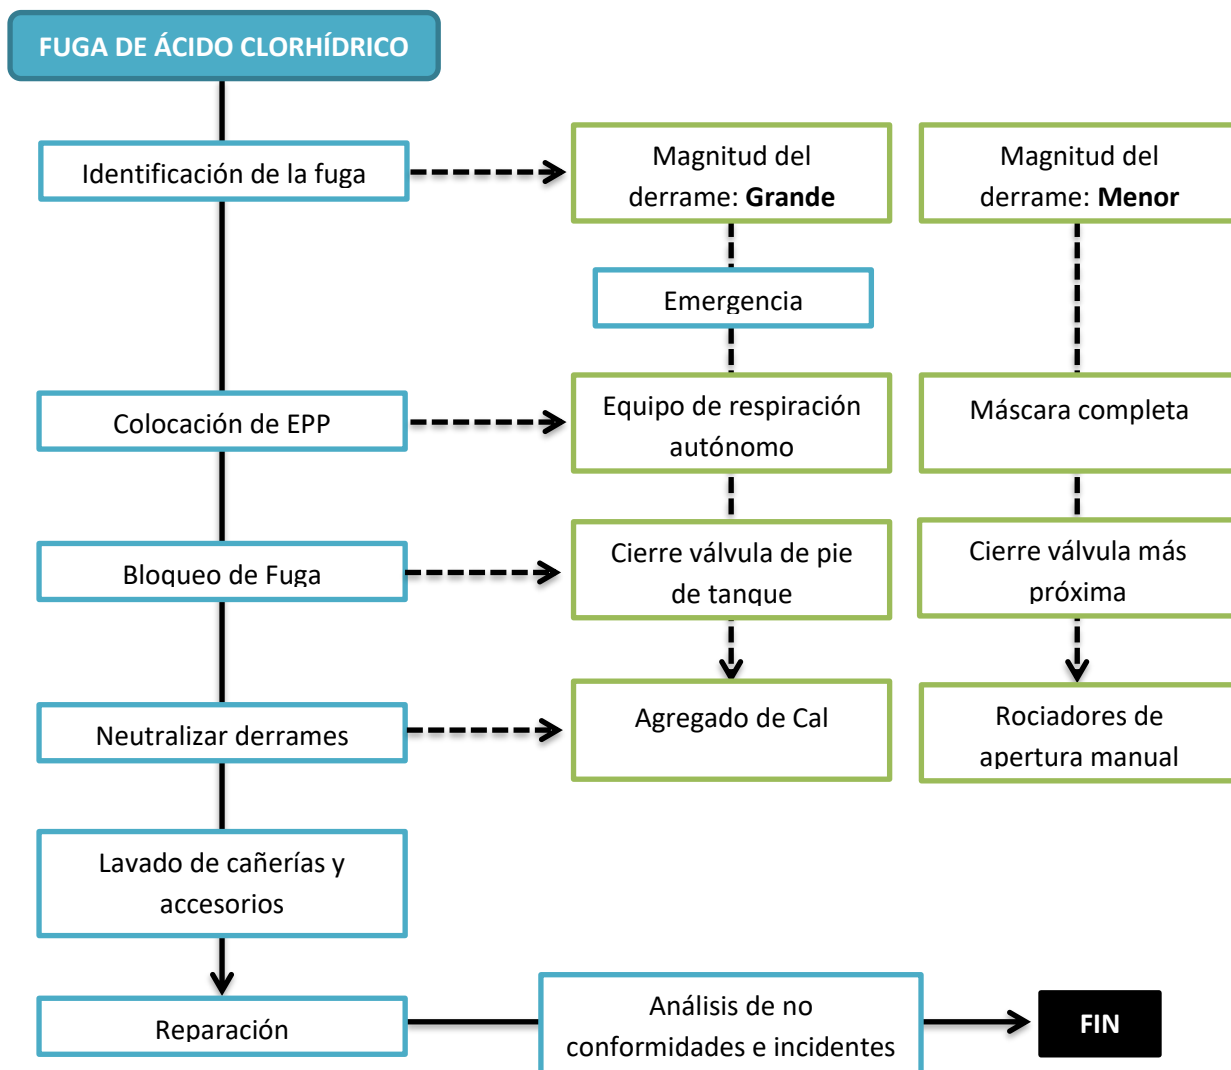 FUGA DE ÁCIDO CLORHÍDRICO
Identificación de la fuga
Magnitud del
derrame: Grande
Magnitud del
derrame: Menor
Emergencia
Colocación de EPP
Equipo de respiración
autónomo
Máscara completa
Bloqueo de Fuga
Cierre válvula de pie
de tanque
Cierre válvula más
próxima
Neutralizar derrames
Agregado de Cal
Rociadores de
apertura manual
Lavado de cañerías y
accesorios
Reparación
Análisis de no
conformidades e incidentes
FIN